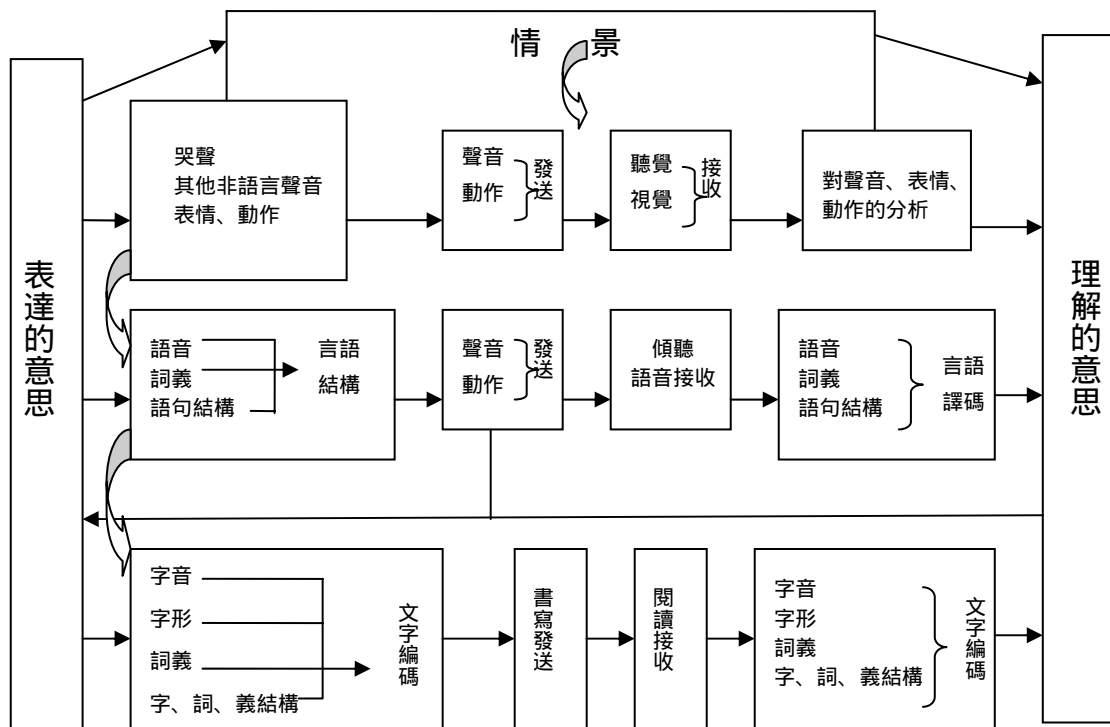 情 景
表達的意思
哭聲
其他非語言聲音
表情、動作
聲音
動作
發送
聽覺
視覺
接收
對聲音、表情、
動作的分析
理解的意思
語音
詞義
語句結構
言語
結構
聲音
動作
發送
傾聽
語音接收
語音
詞義
語句結構
言語
譯碼
字音
字形
詞義
字、詞、義結構
文字編碼
書寫發送
閱讀接收
字音
字形
詞義
字、詞、義結構
文字編碼